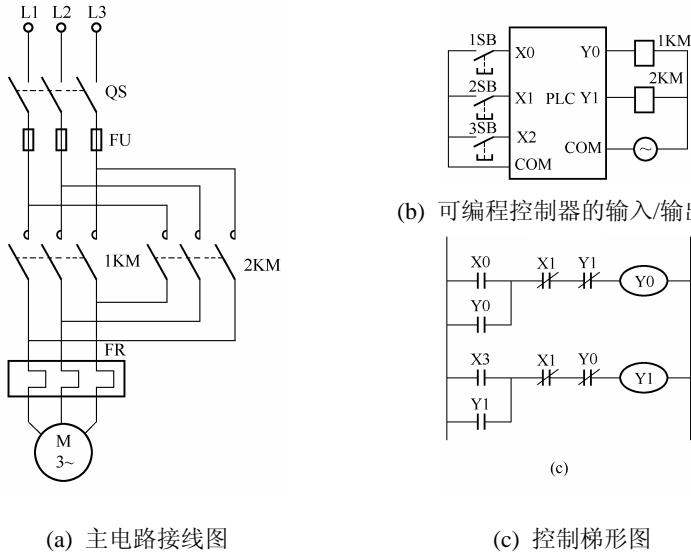 L1 L2 L3
QS
FU
1KM
2KM
FR
M
3~
(a) 主电路接线图
1SB
X0
Y0
1KM
2SB
X1
PLC
Y1
2KM
3SB
X2
COM
COM
~
(b) 可编程控制器的输入/输
X0
X1
Y1
Y0
Y0
X3
X1
Y0
Y1
Y1
(c)
(c) 控制梯形图